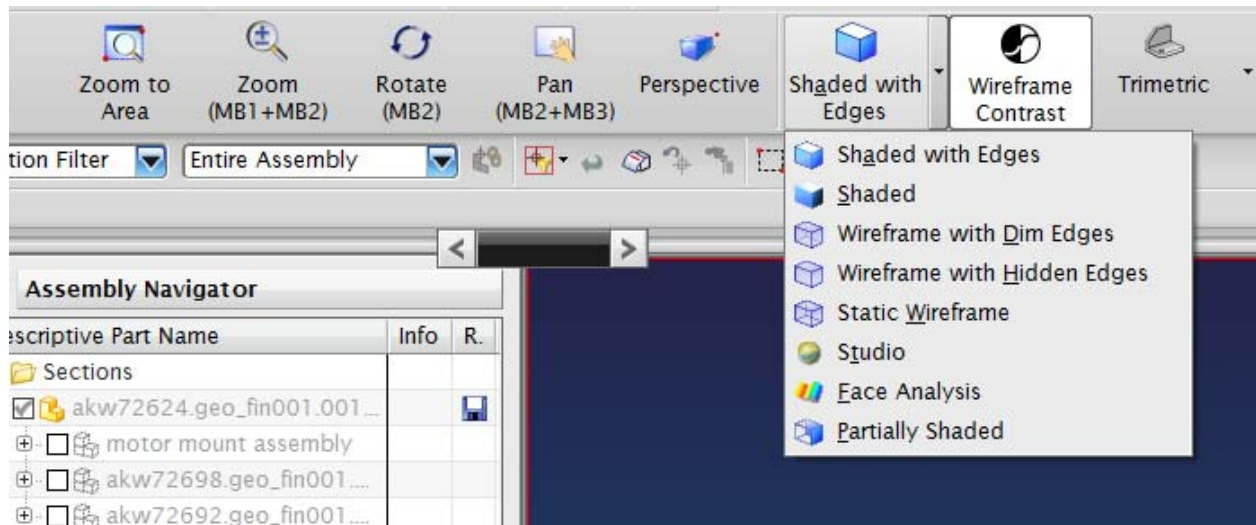 Zoom to Area
Zoom (MB1+MB2)
Rotate (MB2)
Pan (MB2+MB3)
Perspective
Shaded with Edges
Wireframe Contrast
Trimetric
tion Filter
Entire Assembly
Shaded with Edges
Shaded
Wireframe with Dim Edges
Wireframe with Hidden Edges
Static Wireframe
Studio
Face Analysis
Partially Shaded
Assembly Navigator
escriptive Part Name Info R.
Sections
akw72624.geo_fin001.001...
motor mount assembly
akw72698.geo_fin001....
akw72692.geo_fin001....